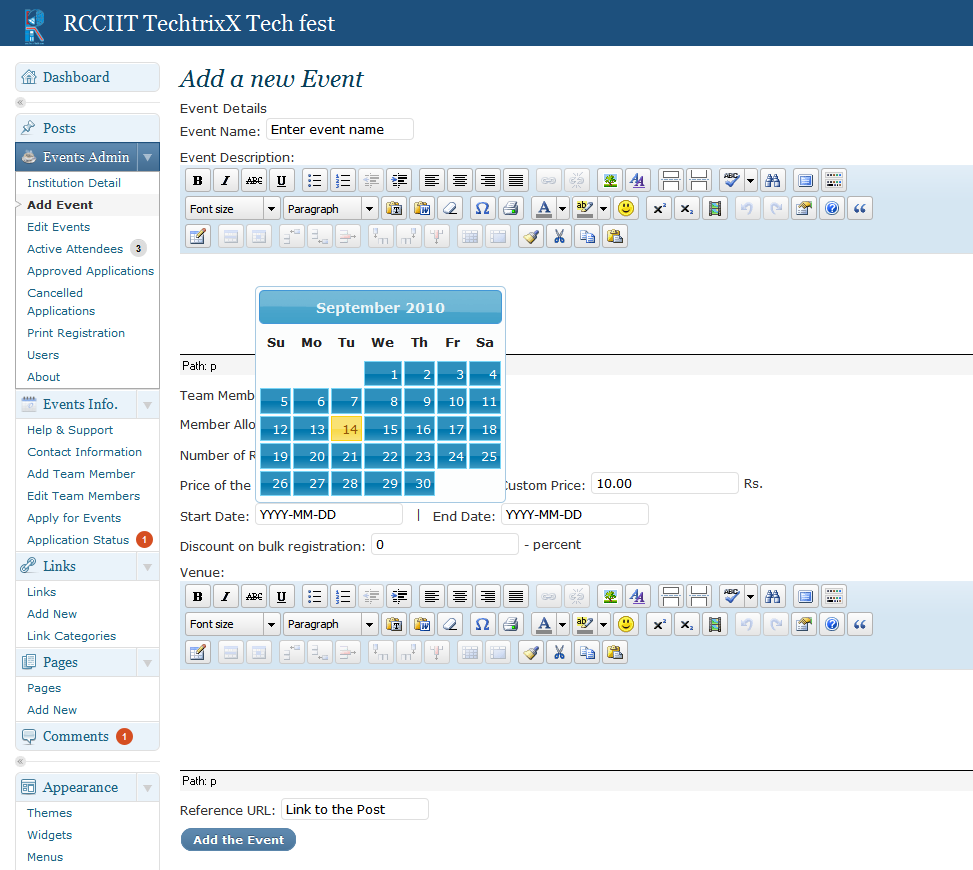 RCCIIT TechtrixX Tech fest
Dashboard
Posts
Events Admin
Institution Detail
Add Event
Edit Events
Active Attendees 3
Approved Applications
Cancelled
Applications
Print Registration
Users
About
Events Info.
Help & Support
Contact Information
Add Team Member
Edit Team Members
Apply for Events
Application Status 1
Links
Links
Add New
Link Categories
Pages
Pages
Add New
Comments 1
Appearance
Themes
Widgets
Menus
Add a new Event
Event Details
Event Name: Enter event name
Event Description:
B I ABC U ABC
Font size Paragraph
Path: p
September 2010
Su Mo Tu We Th Fr Sa
1 2 3 4
5 6 7 8 9 10 11
12 13 14 15 16 17 18
19 20 21 22 23 24 25
26 27 28 29 30
Team Memb
Member Allo
Number of R
Price of the Custom Price: 10.00 Rs.
Start Date: YYYY-MM-DD | End Date: YYYY-MM-DD
Discount on bulk registration: 0 - percent
Venue:
B I ABC U ABC
Font size Paragraph
Path: p
Reference URL: Link to the Post
Add the Event